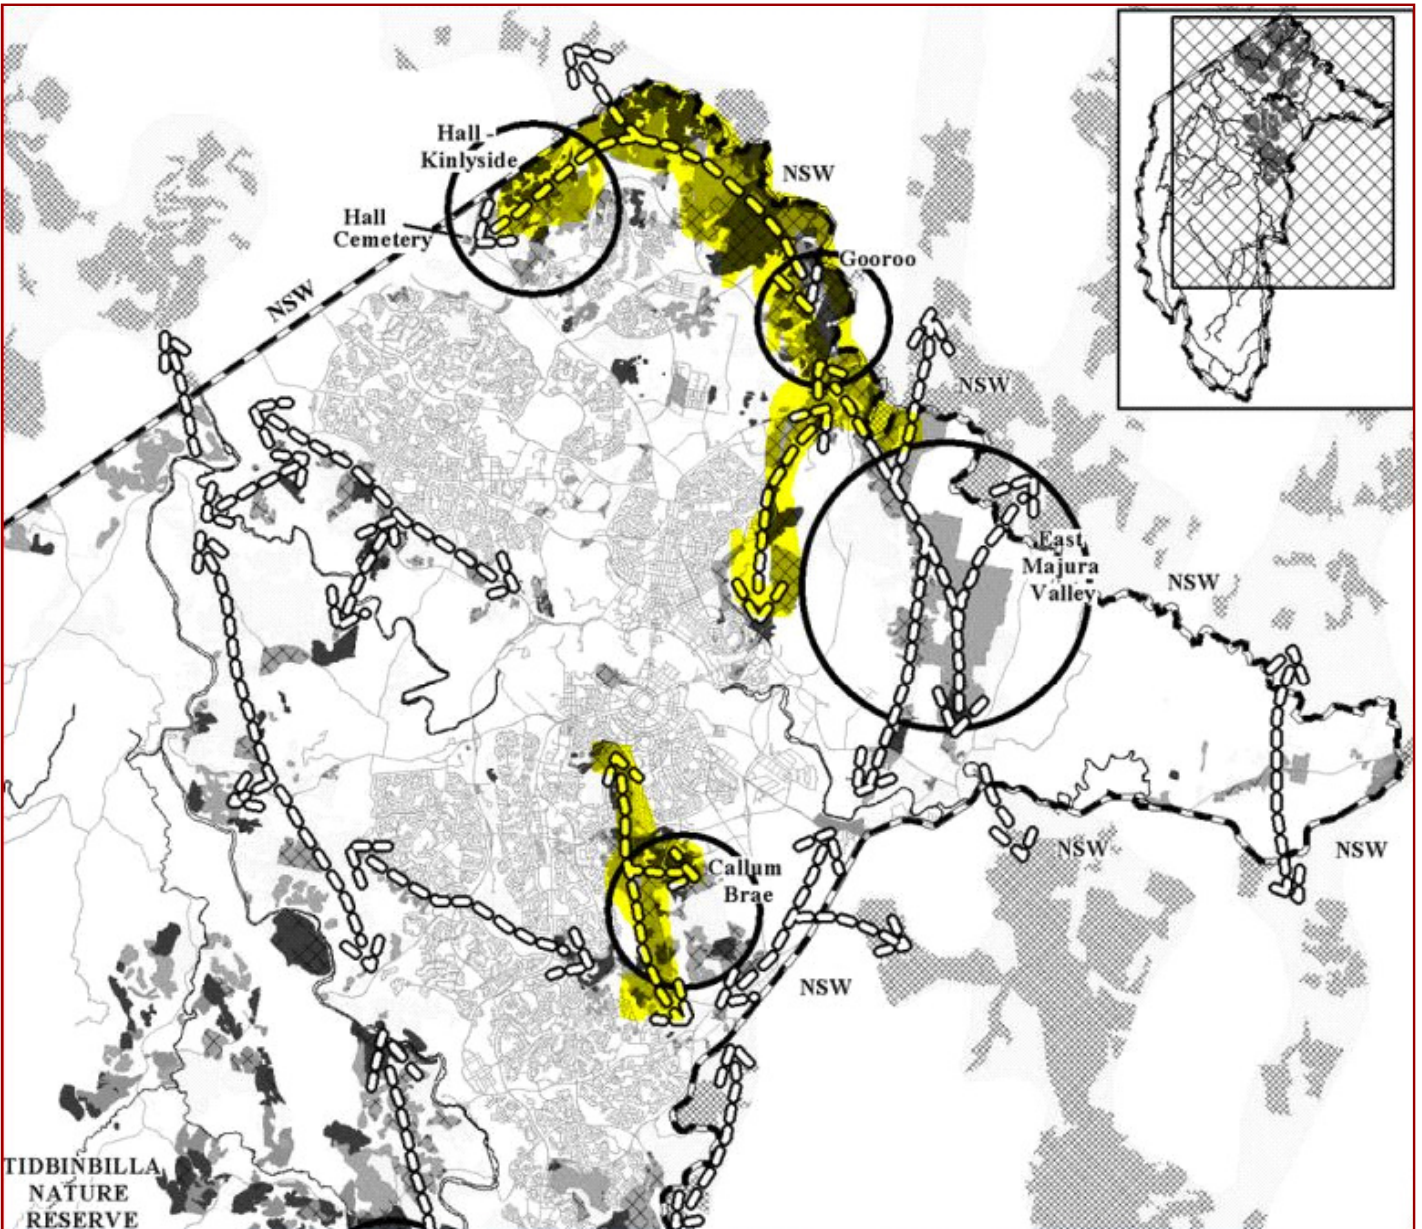 Hall -
Kinlyside
NSW
Hall
Cemetery
Gooroo
NSW
NSW
East
Majura
Valley
NSW
Callum
Brae
NSW
NSW
NSW
TIDBINBILLA
NATURE
RESERVE